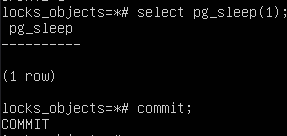 locks_objects=*# select pg_sleep(1);
pg_sleep
----------
(1 row)
locks_objects=*# commit;
COMMIT